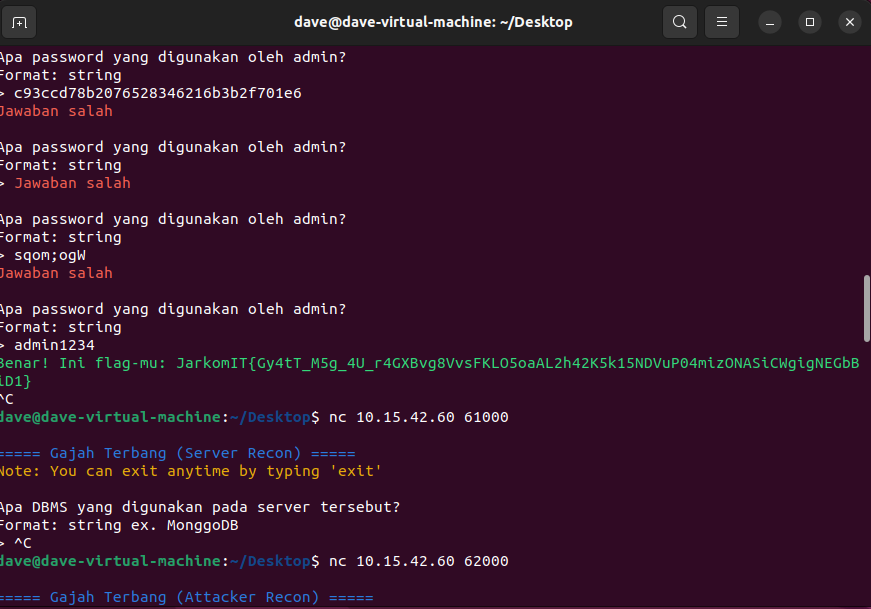 dave@dave-virtual-machine: ~/Desktop
Apa password yang digunakan oleh admin?
Format: string
> c93ccd78b2076528346216b3b2f701e6
Jawaban salah
Apa password yang digunakan oleh admin?
Format: string
> Jawaban salah
Apa password yang digunakan oleh admin?
Format: string
> sqom;ogW
Jawaban salah
Apa password yang digunakan oleh admin?
Format: string
> admin1234
Benar! Ini flag-mu: JarkomIT{Gy4tT_M5g_4U_r4GXBvg8VvsFKLO5oaAL2h42K5k15NDVuP04mizONASiCWgigNEGbB
iD1}
^C
dave@dave-virtual-machine:~/Desktop$ nc 10.15.42.60 61000
===== Gajah Terbang (Server Recon) =====
Note: You can exit anytime by typing 'exit'
Apa DBMS yang digunakan pada server tersebut?
Format: string ex. MonggoDB
> ^C
dave@dave-virtual-machine:~/Desktop$ nc 10.15.42.60 62000
===== Gajah Terbang (Attacker Recon) =====